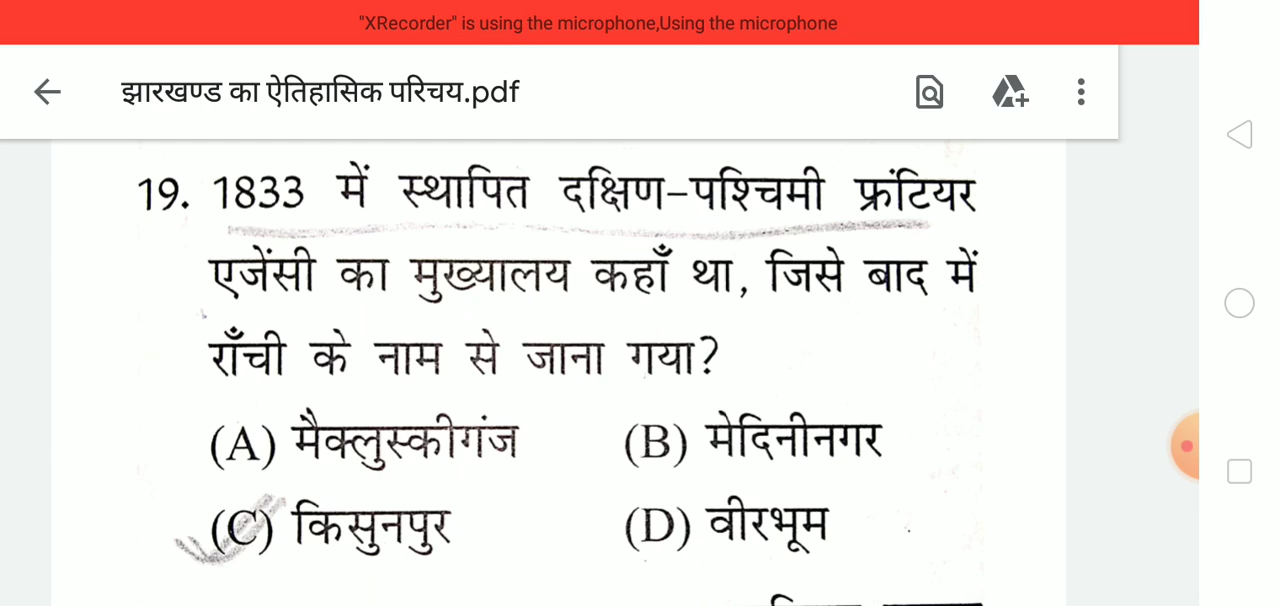 "XRecorder" is using the microphone,Using the microphone
झारखण्ड का ऐतिहासिक परिचय.pdf
19. 1833 में स्थापित दक्षिण-पश्चिमी फ्रंटियर
एजेंसी का मुख्यालय कहाँ था, जिसे बाद में
राँची के नाम से जाना गया?
(A) मैक्लुस्कीगंज (B) मेदिनीनगर
(C) किसुनपुर (D) वीरभूम